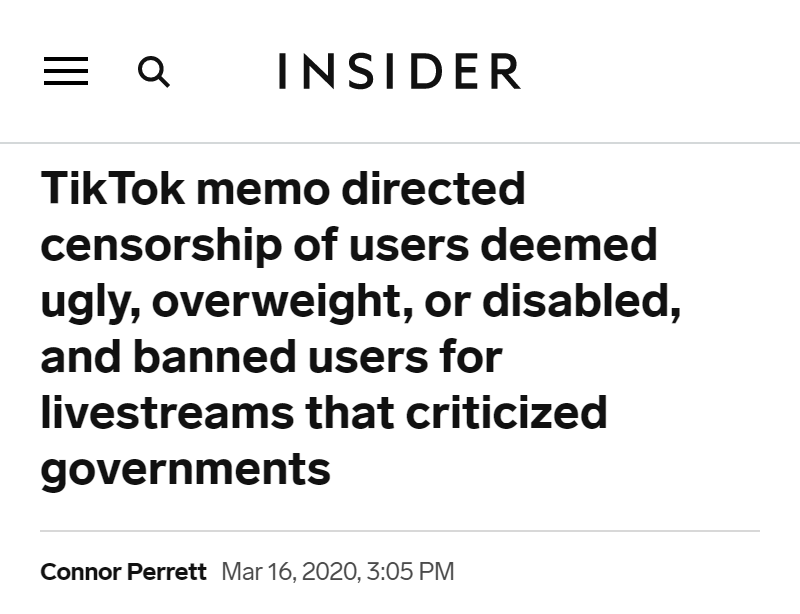 INSIDER
TikTok memo directed
censorship of users deemed
ugly, overweight, or disabled,
and banned users for
livestreams that criticized
governments
Connor Perrett Mar 16, 2020, 3:05 PM